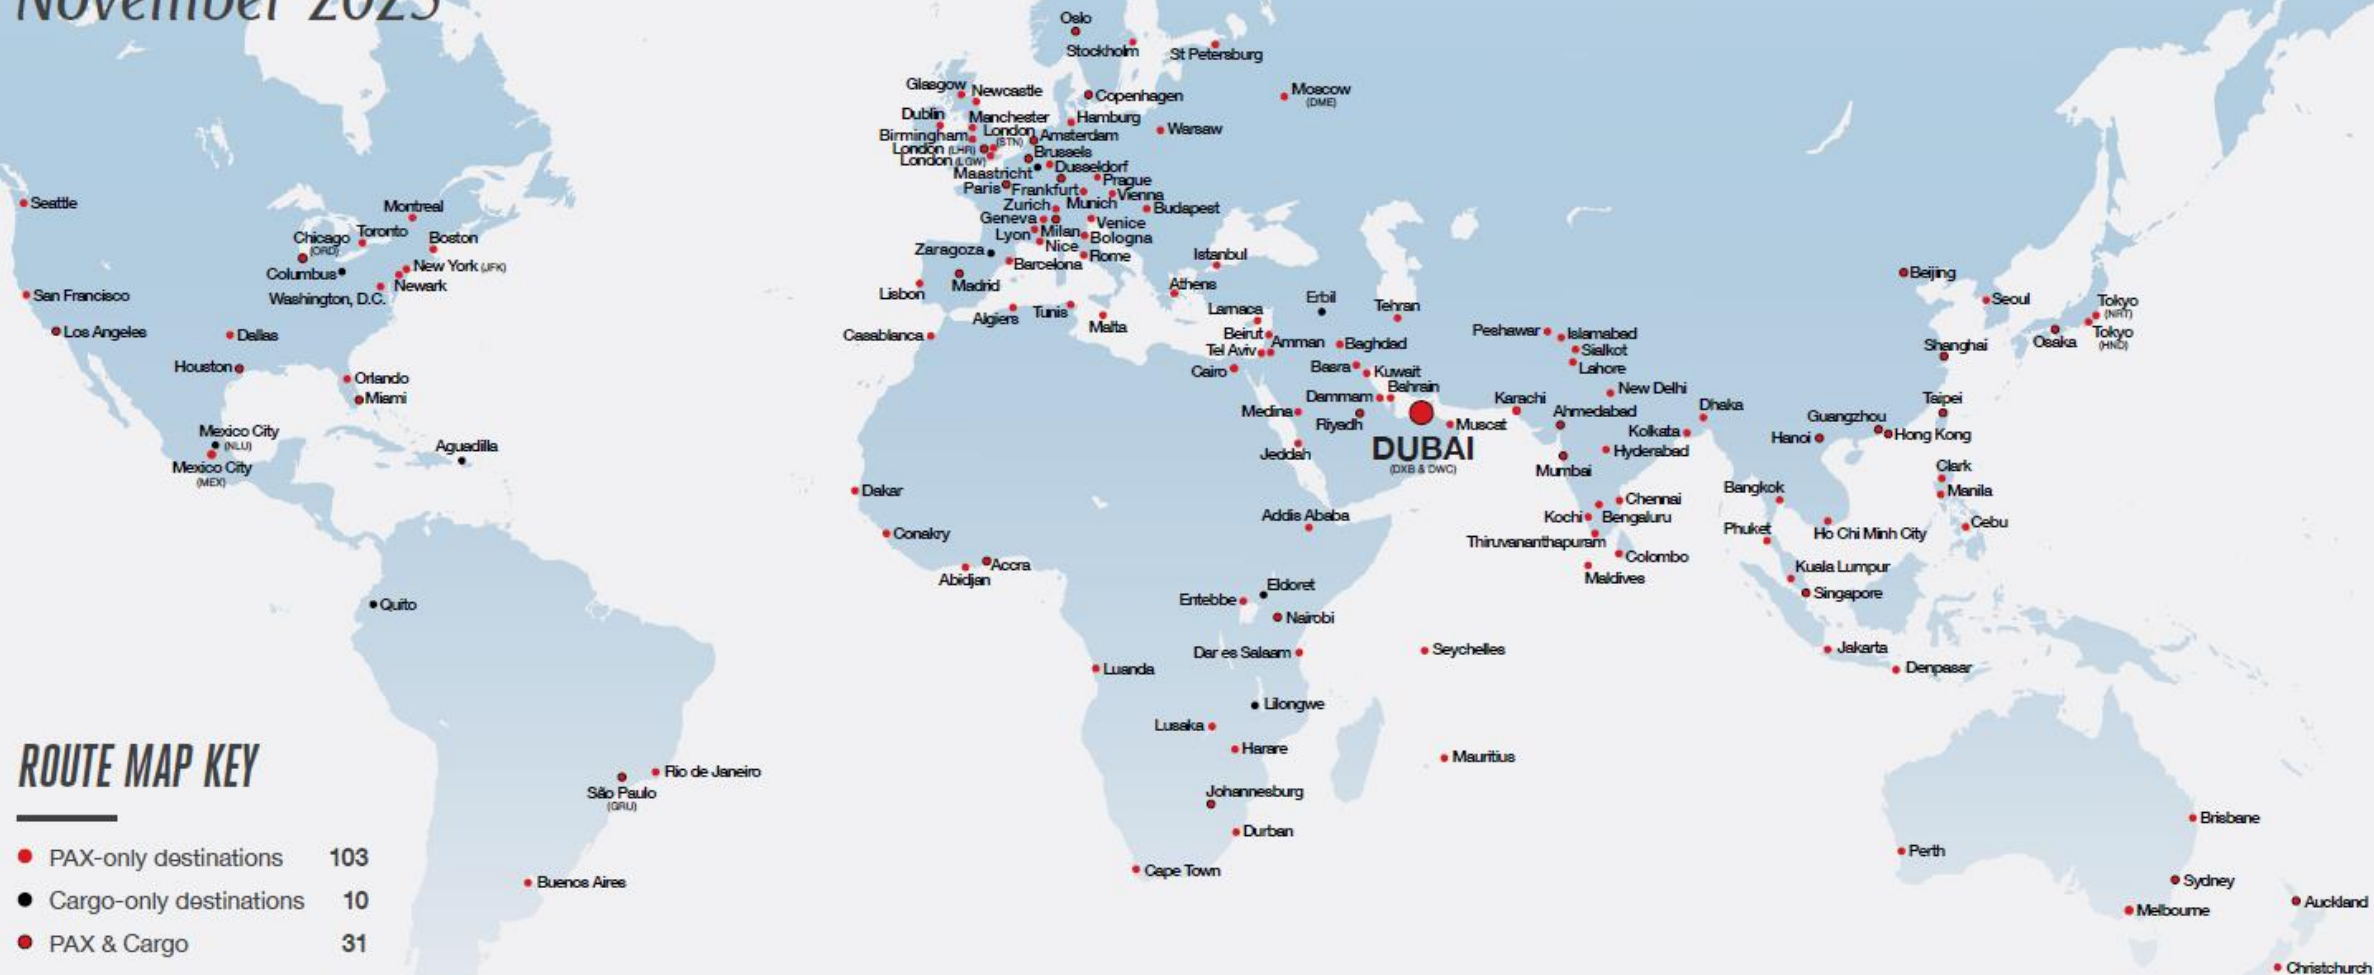 November 2023
Oslo
Stockholm
St Petersburg
Glasgow
Newcastle
Copenhagen
Moscow
(DME)
Dublin
Manchester
Hamburg
Birmingham
London
(STN)
Amsterdam
Warsaw
London (LHR)
London (LGW)
Brussels
Maastricht
Dusseldorf
Paris
Frankfurt
Prague
Zurich
Munich
Vienna
Budapest
Geneva
Milan
Venice
Lyon
Nice
Bologna
Zaragoza
Barcelona
Rome
Istanbul
Madrid
Lisbon
Athens
Algiers
Tunis
Malta
Casablanca
Seattle
Montreal
Chicago
(ORD)
Toronto
Boston
Columbus
New York (JFK)
Newark
Washington, D.C.
San Francisco
Los Angeles
Dallas
Houston
Orlando
Miami
Mexico City
(NLU)
Mexico City
(MEX)
Aguadilla
Quito
Rio de Janeiro
São Paulo
(GRU)
Buenos Aires
Larnaca
Erbil
Tehran
Beirut
Amman
Baghdad
Tel Aviv
Cairo
Basra
Kuwait
Dammam
Bahrain
Medina
Riyadh
Muscat
Jeddah
DUBAI
(DXB & DWC)
Peshawar
Islamabad
Sialkot
Lahore
New Delhi
Karachi
Ahmedabad
Dhaka
Kolkata
Hyderabad
Mumbai
Chennai
Kochi
Bengaluru
Thiruvananthapuram
Colombo
Maldives
Beijing
Seoul
Tokyo
(NRT)
Tokyo
(HND)
Osaka
Shanghai
Taipei
Guangzhou
Hanoi
Hong Kong
Clark
Manila
Bangkok
Phuket
Ho Chi Minh City
Cebu
Kuala Lumpur
Singapore
Jakarta
Denpasar
Dakar
Conakry
Abidjan
Accra
Addis Ababa
Eldoret
Entebbe
Nairobi
Dar es Salaam
Seychelles
Luanda
Lilongwe
Lusaka
Harare
Mauritius
Johannesburg
Durban
Cape Town
Brisbane
Perth
Sydney
Melbourne
Auckland
Christchurch
ROUTE MAP KEY
PAX-only destinations 103
Cargo-only destinations 10
PAX & Cargo 31